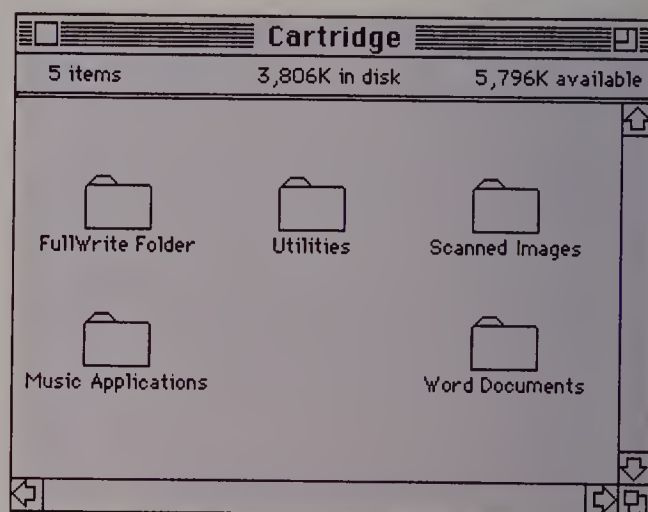 Cartridge
5 items 3,806K in disk 5,796K available
FullWrite Folder Utilities Scanned Images
Music Applications Word Documents